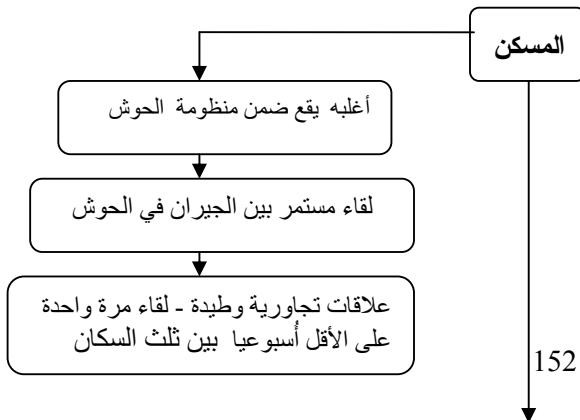 المسكن
أغلبه يقع ضمن منظومة الحوش
لقاء مستمر بين الجيران في الحوش
علاقات تجاورية وطيدة - لقاء مرة واحدة
على الأقل أُسبوعيا بين ثلث السكان
152